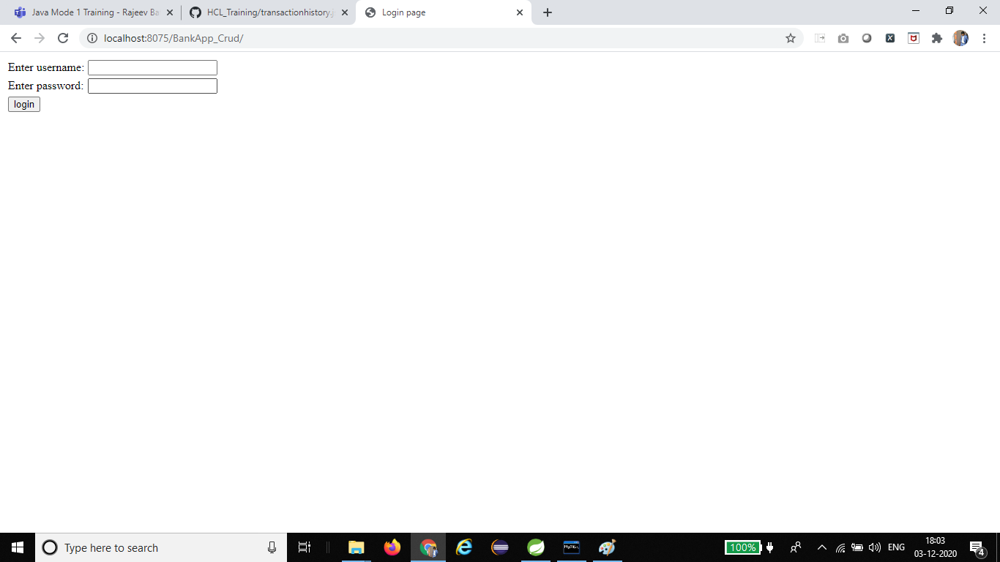 Java Mode 1 Training - Rajeev Ba
HCL_Training/transactionhistory.j
Login page
localhost:8075/BankApp_Crud/
Enter username:
Enter password:
login
Type here to search
MySQL
100%
ENG
18:03
03-12-2020
4